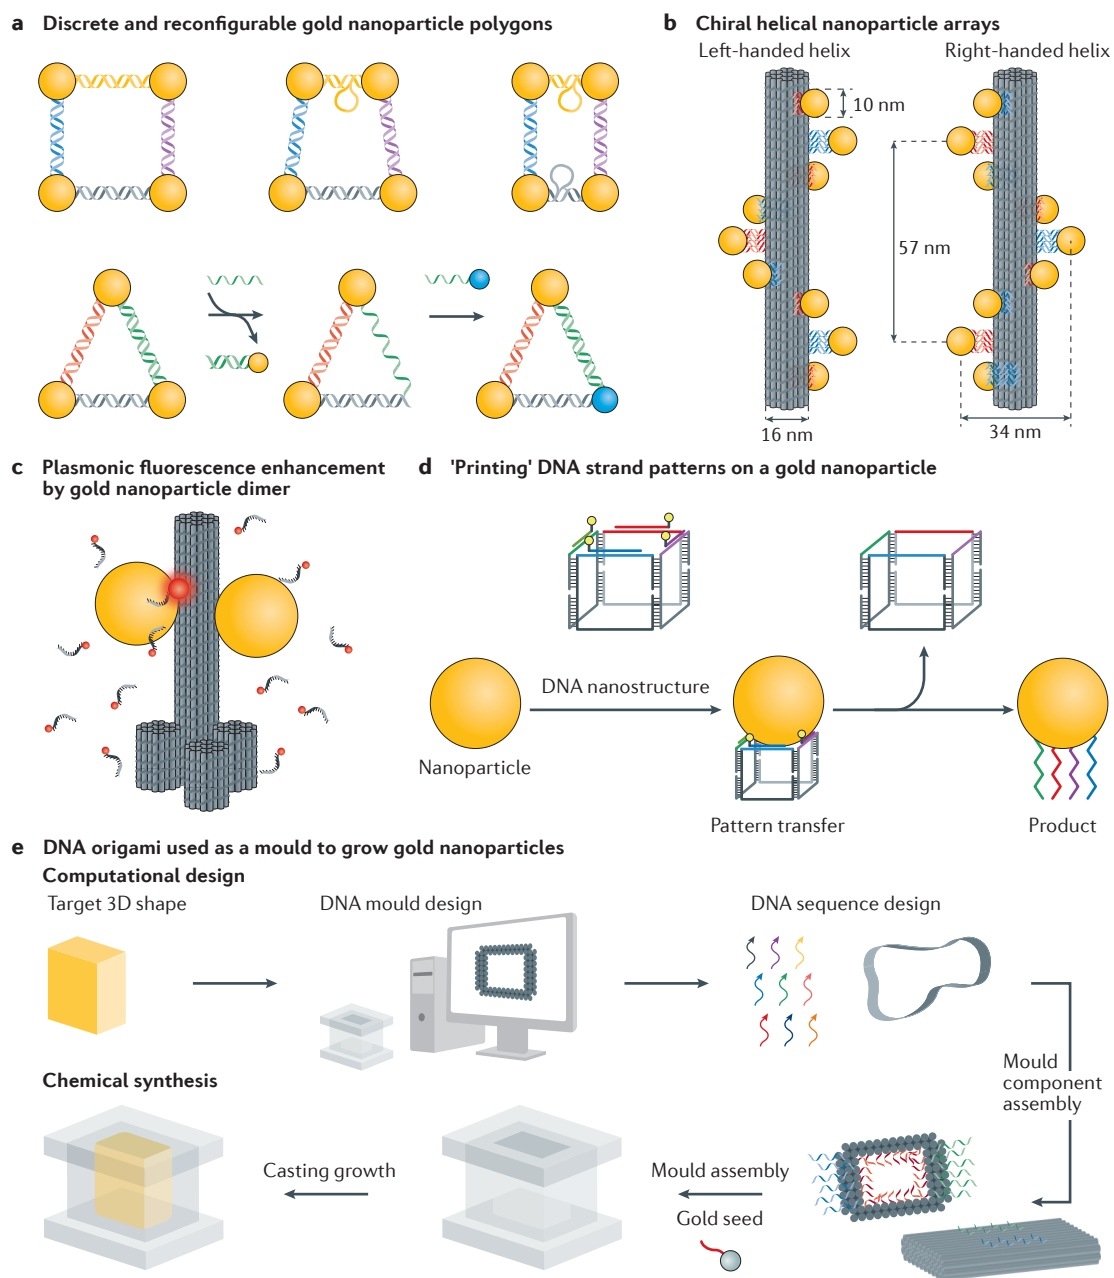 a Discrete and reconfigurable gold nanoparticle polygons
b Chiral helical nanoparticle arrays
Left-handed helix
Right-handed helix
10 nm
57 nm
16 nm
34 nm
c Plasmonic fluorescence enhancement
by gold nanoparticle dimer
d 'Printing' DNA strand patterns on a gold nanoparticle
DNA nanostructure
Nanoparticle
Pattern transfer
Product
e DNA origami used as a mould to grow gold nanoparticles
Computational design
Target 3D shape
DNA mould design
DNA sequence design
Mould
component
assembly
Chemical synthesis
Casting growth
Mould assembly
Gold seed